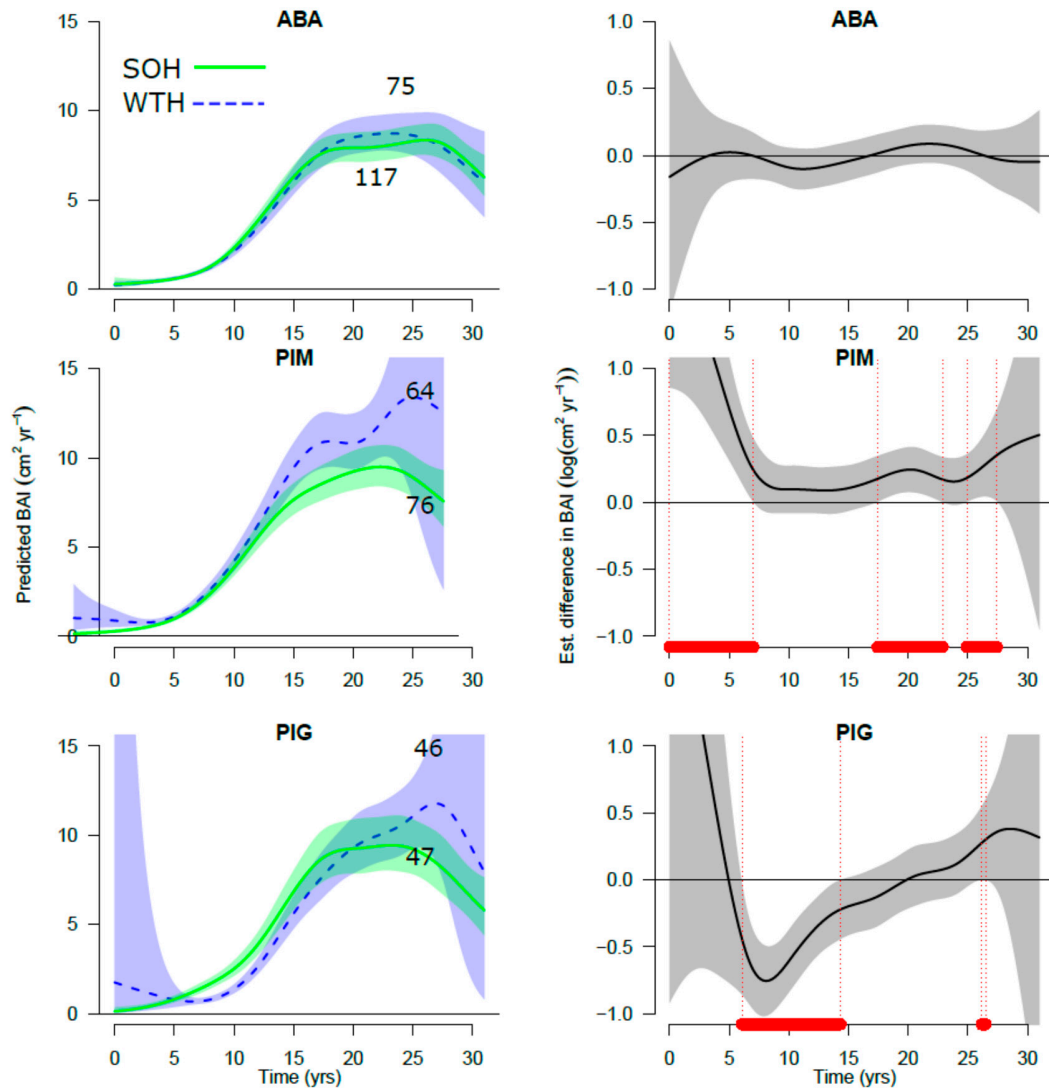 ABA
15
10
5
0
SOH
WTH
75
117
0 5 10 15 20 25 30
ABA
1.0
0.5
0.0
−0.5
−1.0
0 5 10 15 20 25 30
PIM
15
10
5
0
64
76
0 5 10 15 20 25 30
Predicted BAI (cm² yr⁻¹)
PIM
1.0
0.5
0.0
−0.5
−1.0
0 5 10 15 20 25 30
Est. difference in BAI (log(cm² yr⁻¹))
PIG
15
10
5
0
46
47
0 5 10 15 20 25 30
Time (yrs)
PIG
1.0
0.5
0.0
−0.5
−1.0
0 5 10 15 20 25 30
Time (yrs)